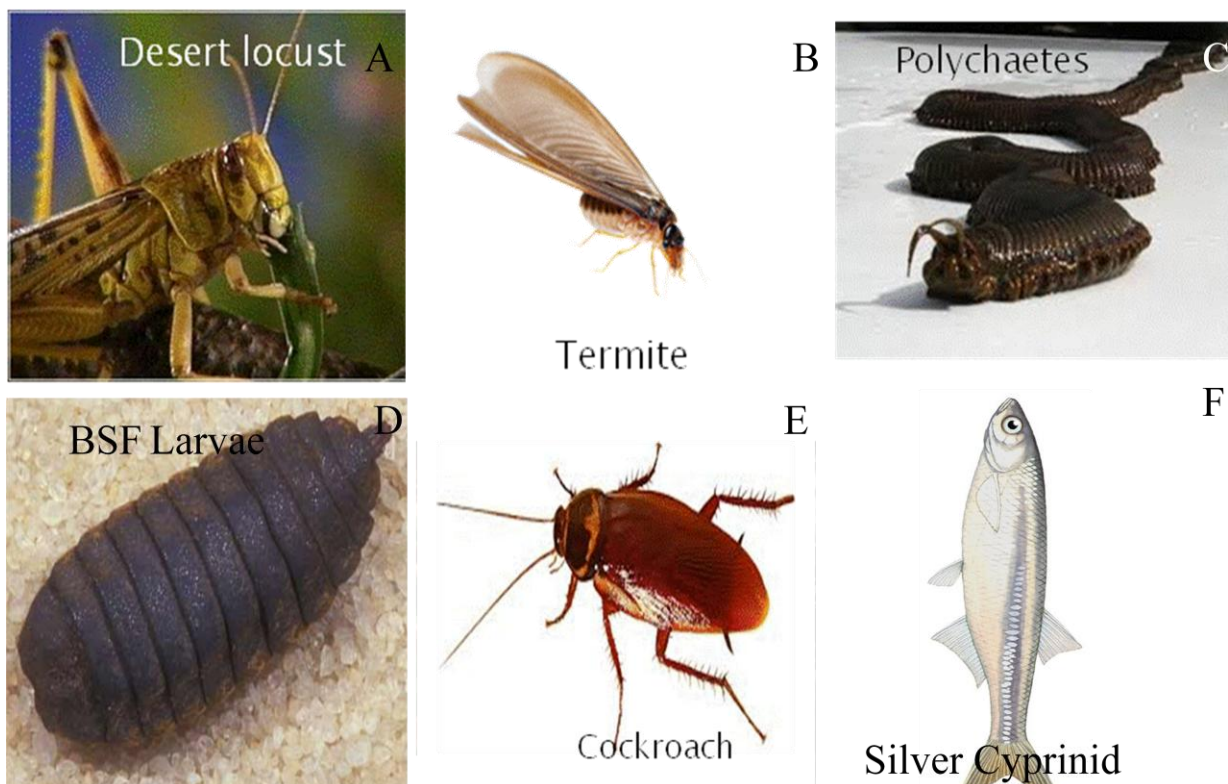 Desert locust
A
B
Termite
Polychaetes
C
BSF Larvae
D
E
Cockroach
F
Silver Cyprinid